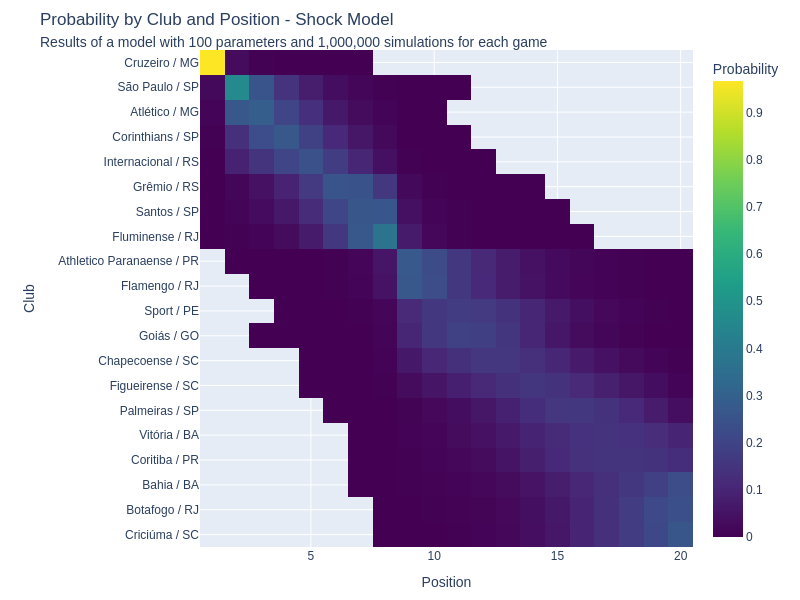 Probability by Club and Position - Shock Model
Results of a model with 100 parameters and 1,000,000 simulations for each game
Probability
Cruzeiro / MG
São Paulo / SP
Atlético / MG
Corinthians / SP
Internacional / RS
Grêmio / RS
Santos / SP
Fluminense / RJ
Athletico Paranaense / PR
Flamengo / RJ
Sport / PE
Goiás / GO
Chapecoense / SC
Figueirense / SC
Palmeiras / SP
Vitória / BA
Coritiba / PR
Bahia / BA
Botafogo / RJ
Criciúma / SC
Club
5
10
15
20
Position
0.9
0.8
0.7
0.6
0.5
0.4
0.3
0.2
0.1
0